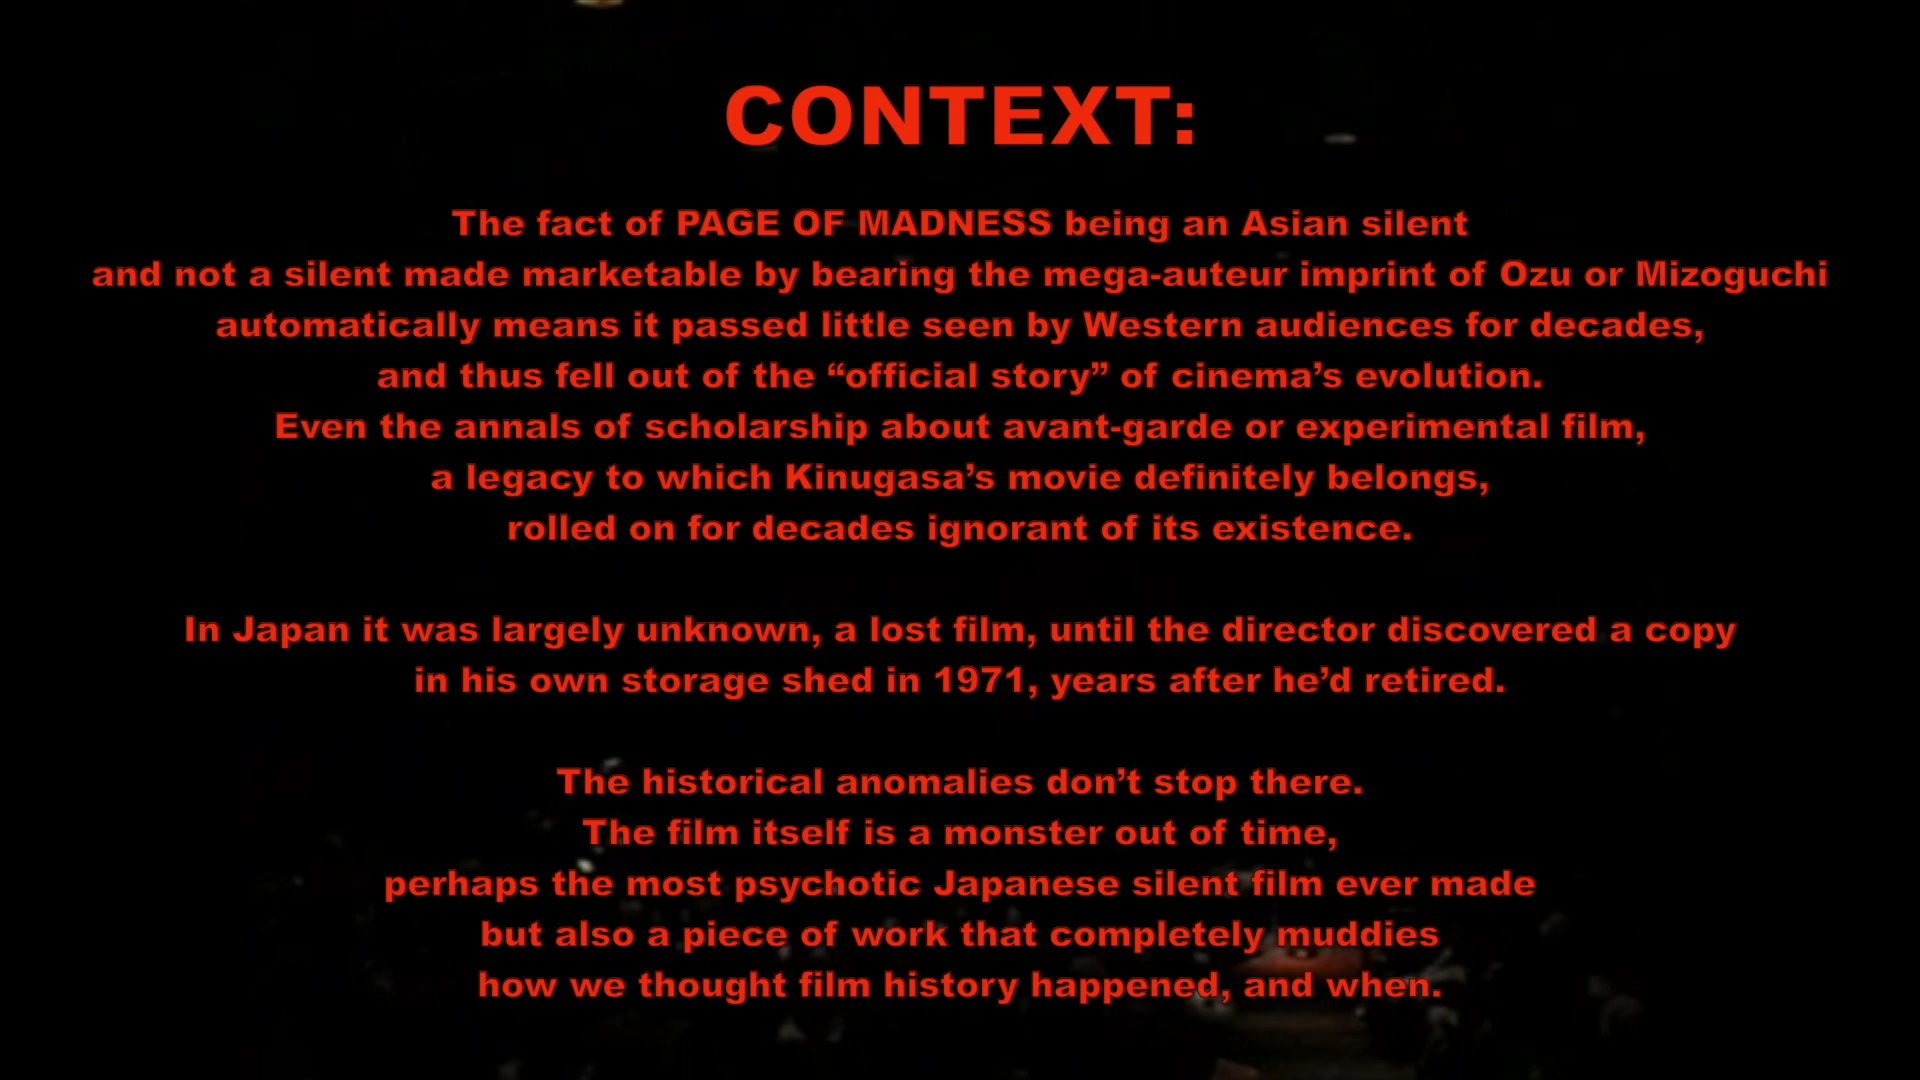 CONTEXT:
The fact of PAGE OF MADNESS being an Asian silent
and not a silent made marketable by bearing the mega-auteur imprint of Ozu or Mizoguchi
automatically means it passed little seen by Western audiences for decades,
and thus fell out of the “official story” of cinema’s evolution.
Even the annals of scholarship about avant-garde or experimental film,
a legacy to which Kinugasa’s movie definitely belongs,
rolled on for decades ignorant of its existence.
In Japan it was largely unknown, a lost film, until the director discovered a copy
in his own storage shed in 1971, years after he’d retired.
The historical anomalies don’t stop there.
The film itself is a monster out of time,
perhaps the most psychotic Japanese silent film ever made
but also a piece of work that completely muddies
how we thought film history happened, and when.